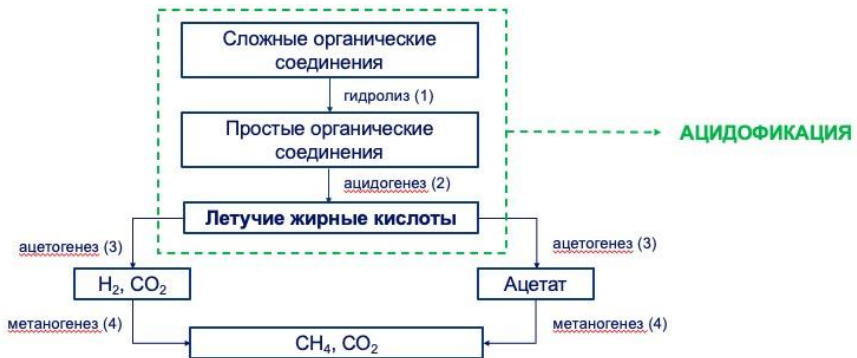 Сложные органические
соединения
гидролиз (1)
Простые органические
соединения
АЦИДОФИКАЦИЯ
ацидогенез (2)
Летучие жирные кислоты
ацетогенез (3)
ацетогенез (3)
H₂, CO₂
Ацетат
метаногенез (4)
метаногенез (4)
CH₄, CO₂